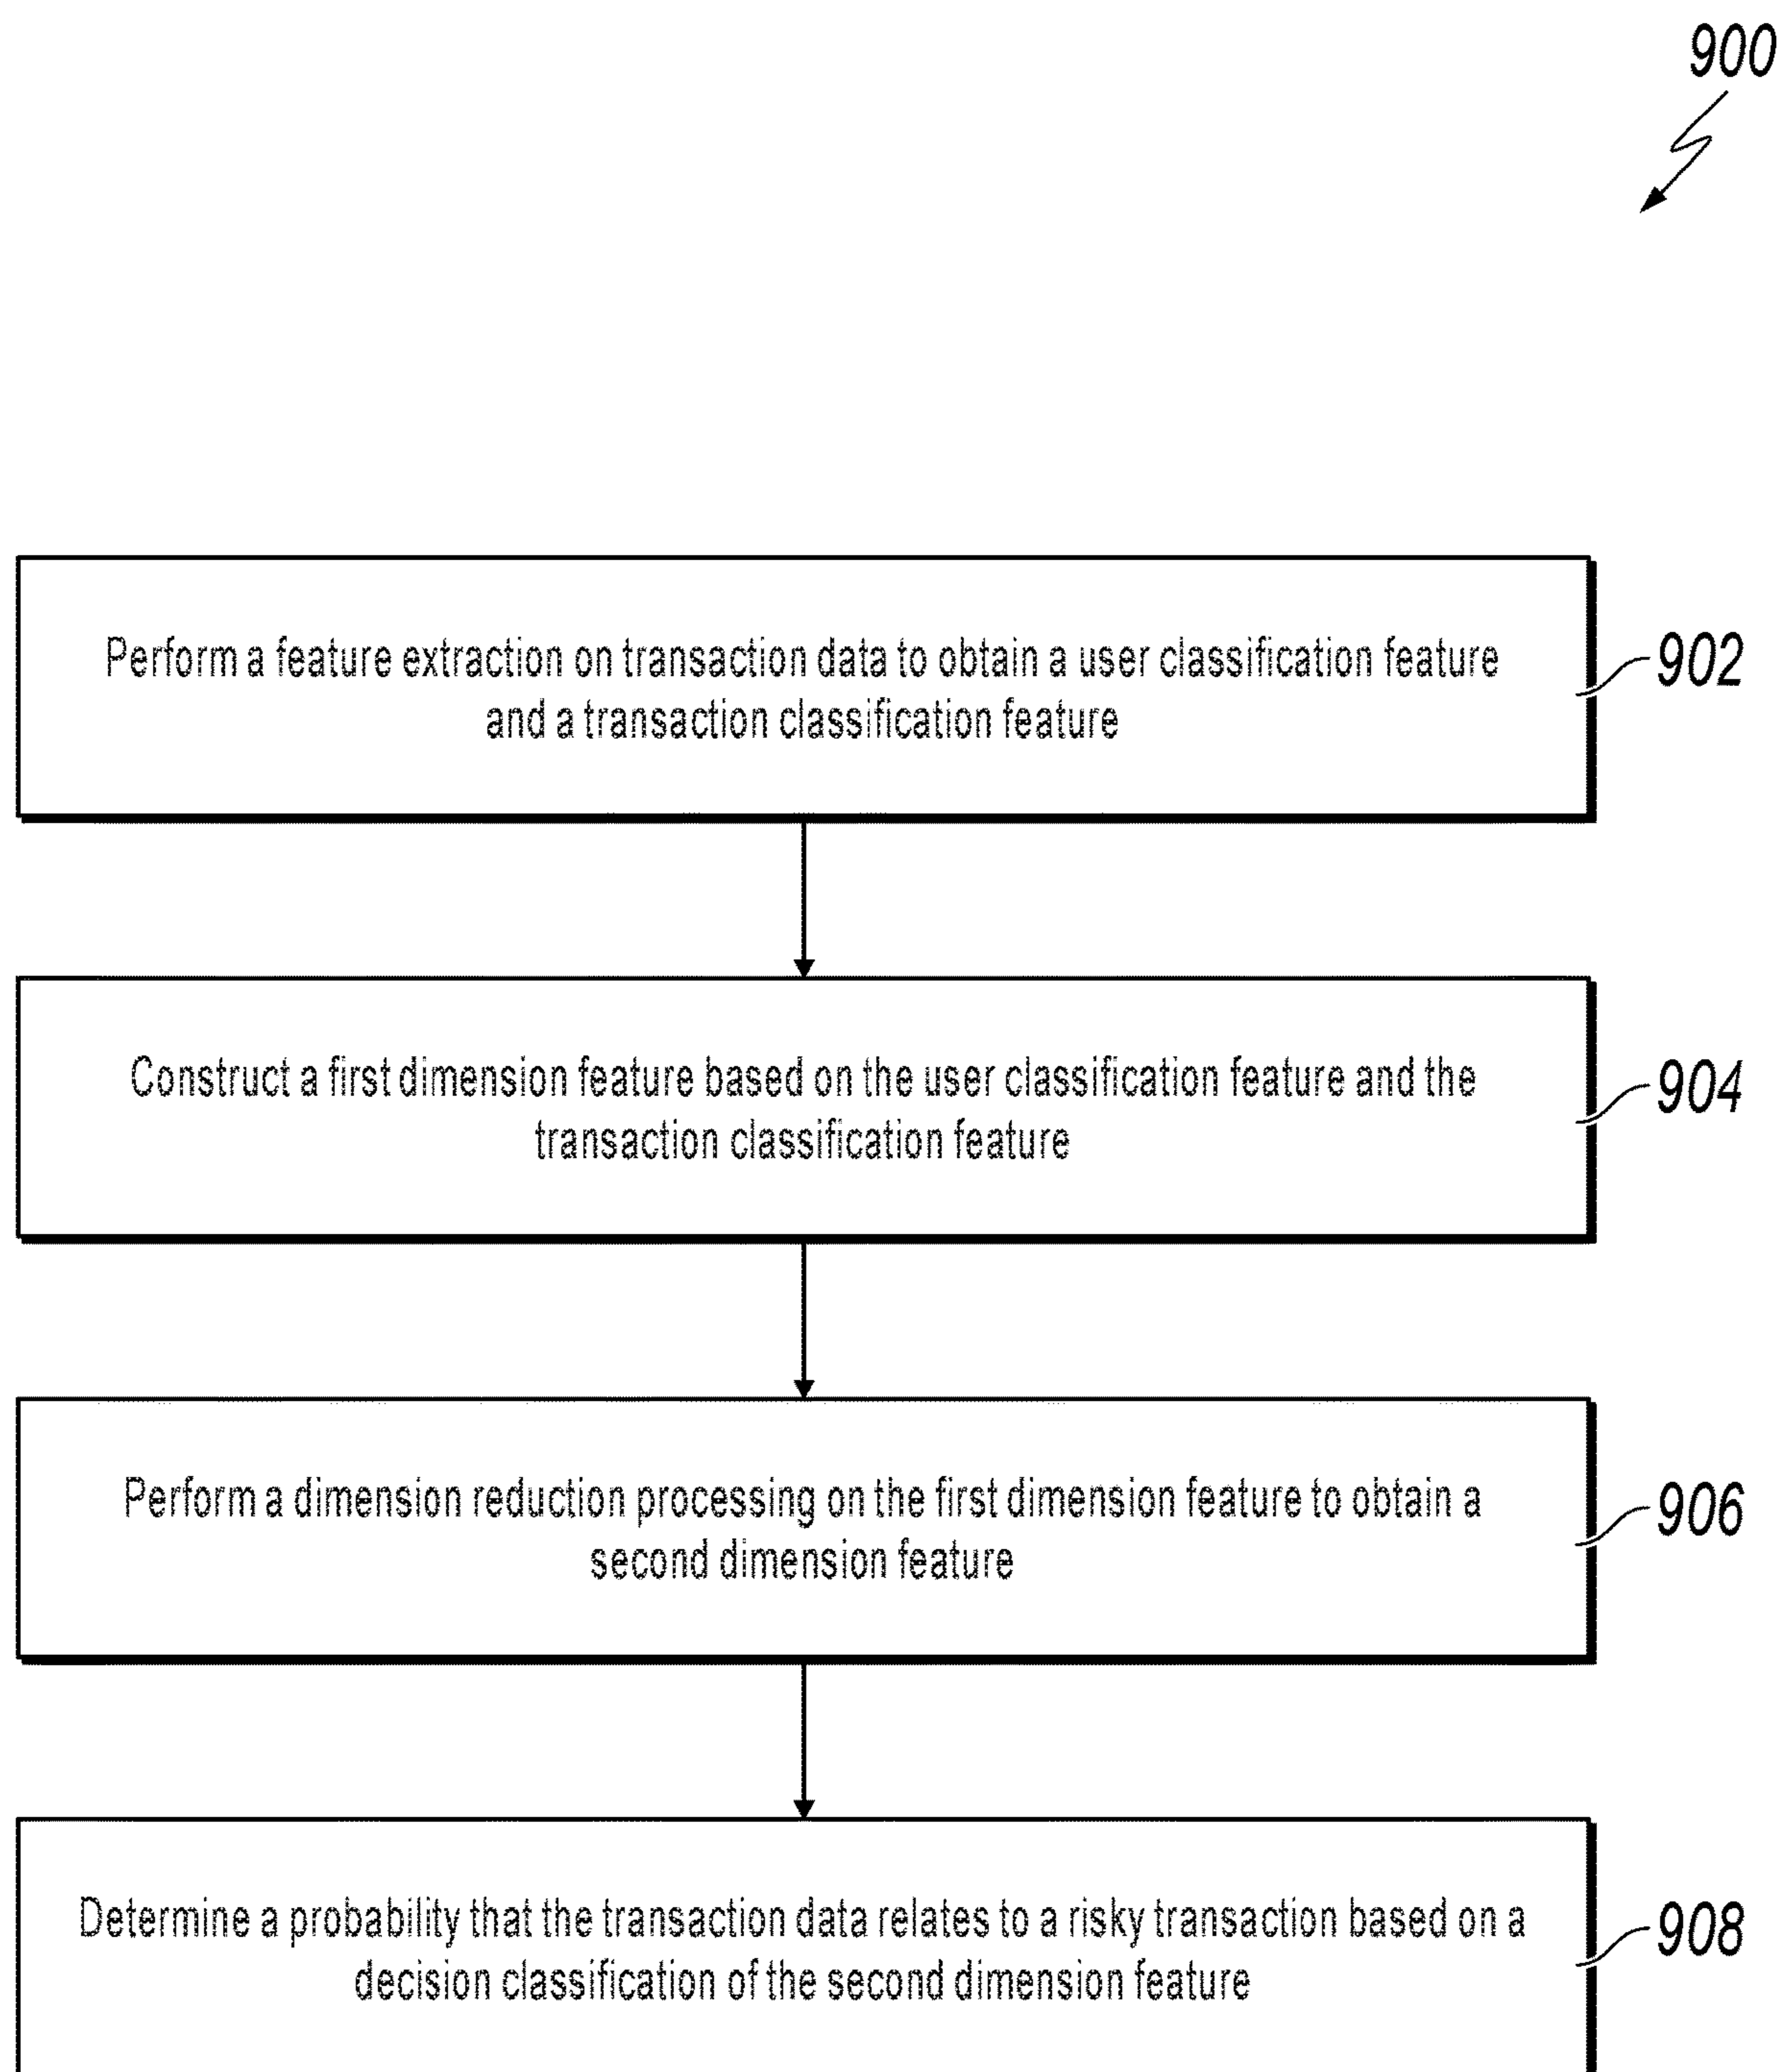 900
Perform a feature extraction on transaction data to obtain a user classification feature
and a transaction classification feature
902
Construct a first dimension feature based on the user classification feature and the
transaction classification feature
904
Perform a dimension reduction processing on the first dimension feature to obtain a
second dimension feature
906
Determine a probability that the transaction data relates to a risky transaction based on a
decision classification of the second dimension feature
908